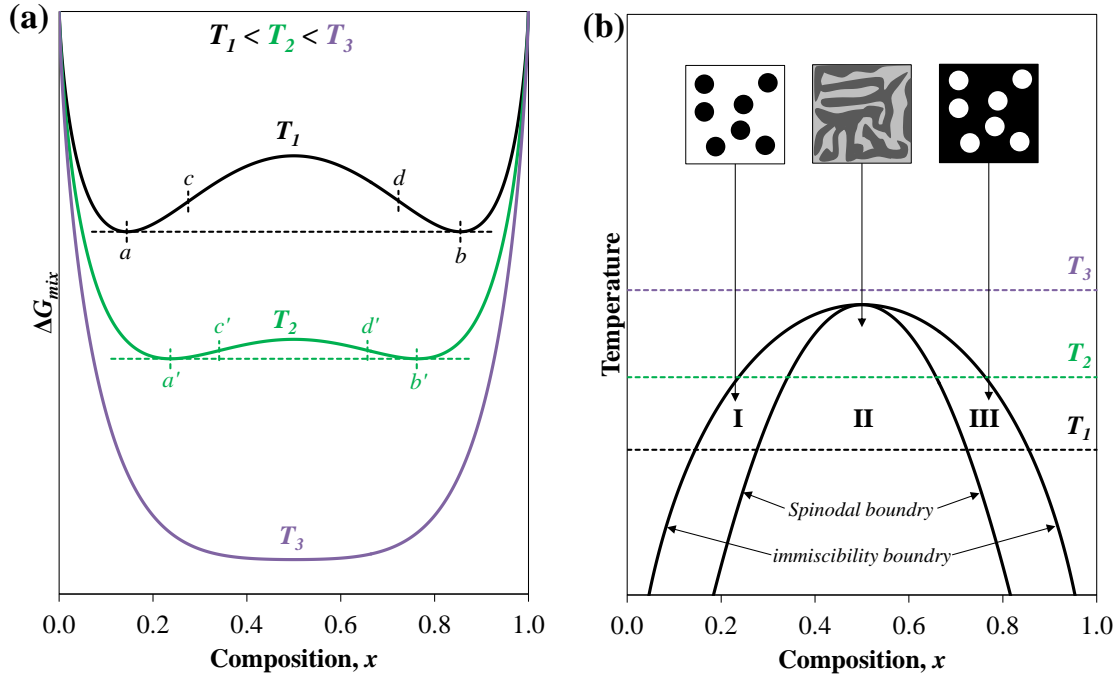 (a)
T1 < T2 < T3
T1
c
d
a
b
ΔGmix
T2
c'
d'
a'
b'
T3
0.0 0.2 0.4 0.6 0.8 1.0
Composition, x
(b)
Temperature
T3
T2
T1
I II III
Spinodal boundry
immiscibility boundry
0.0 0.2 0.4 0.6 0.8 1.0
Composition, x